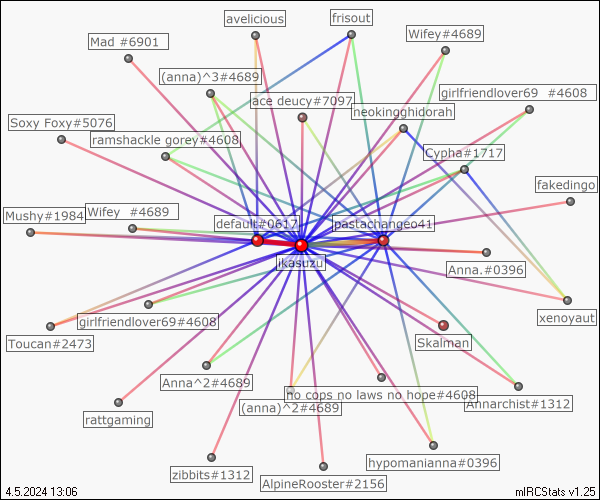 avelicious
frisout
Wifey#4689
Mad #6901
(anna)^3#4689
girlfriendlover69 #4608
ace deucy#7097
neokingghidorah
Soxy Foxy#5076
ramshackle gorey#4608
Cypha#1717
fakedingo
Mushy#1984
Wifey #4689
default#0617
pastachangeo41
jkasuzu
Anna.#0396
girlfriendlover69#4608
xenoyaut
Toucan#2473
Skalman
Anna^2#4689
no cops no laws no hope#4608
(anna)^2#4689
Annarchist#1312
rattgaming
hypomanianna#0396
zibbits#1312
AlpineRooster#2156
4.5.2024 13:06
mIRCStats v1.25